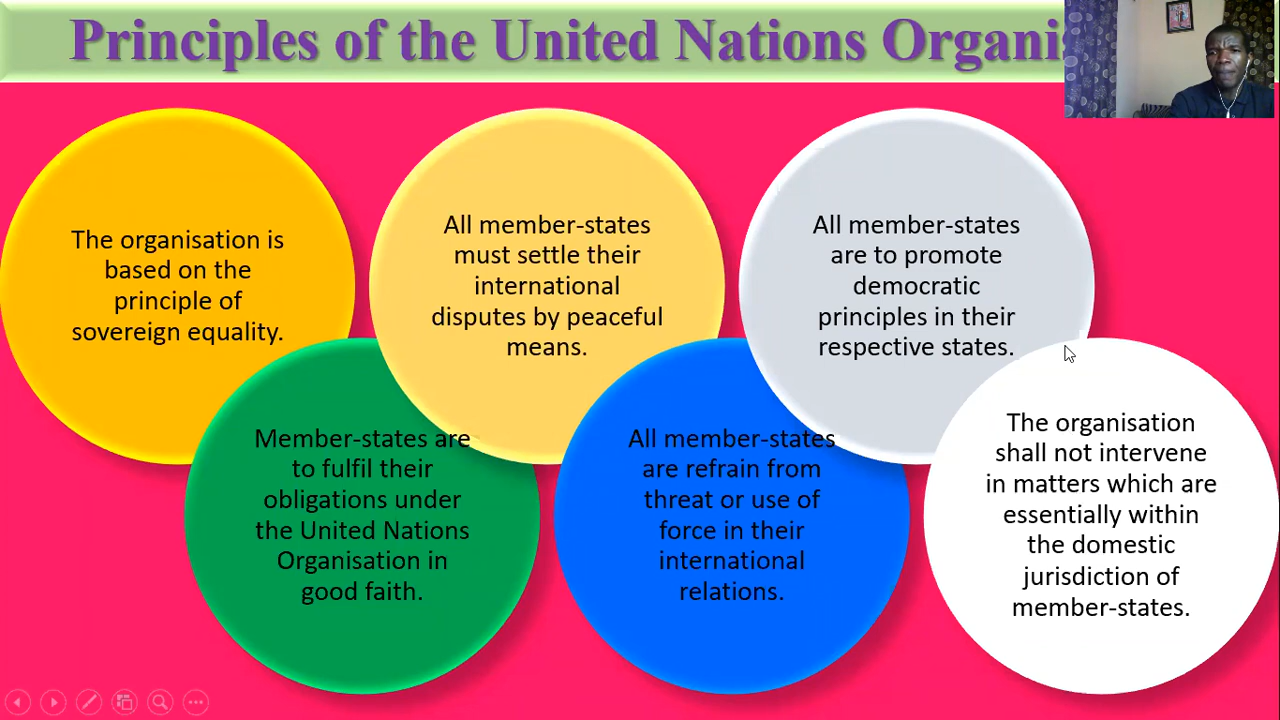 Principles of the United Nations Organis
The organisation is
based on the
principle of
sovereign equality.
Member-states are
to fulfil their
obligations under
the United Nations
Organisation in
good faith.
All member-states
must settle their
international
disputes by peaceful
means.
All member-states
are refrain from
threat or use of
force in their
international
relations.
All member-states
are to promote
democratic
principles in their
respective states.
The organisation
shall not intervene
in matters which are
essentially within
the domestic
jurisdiction of
member-states.